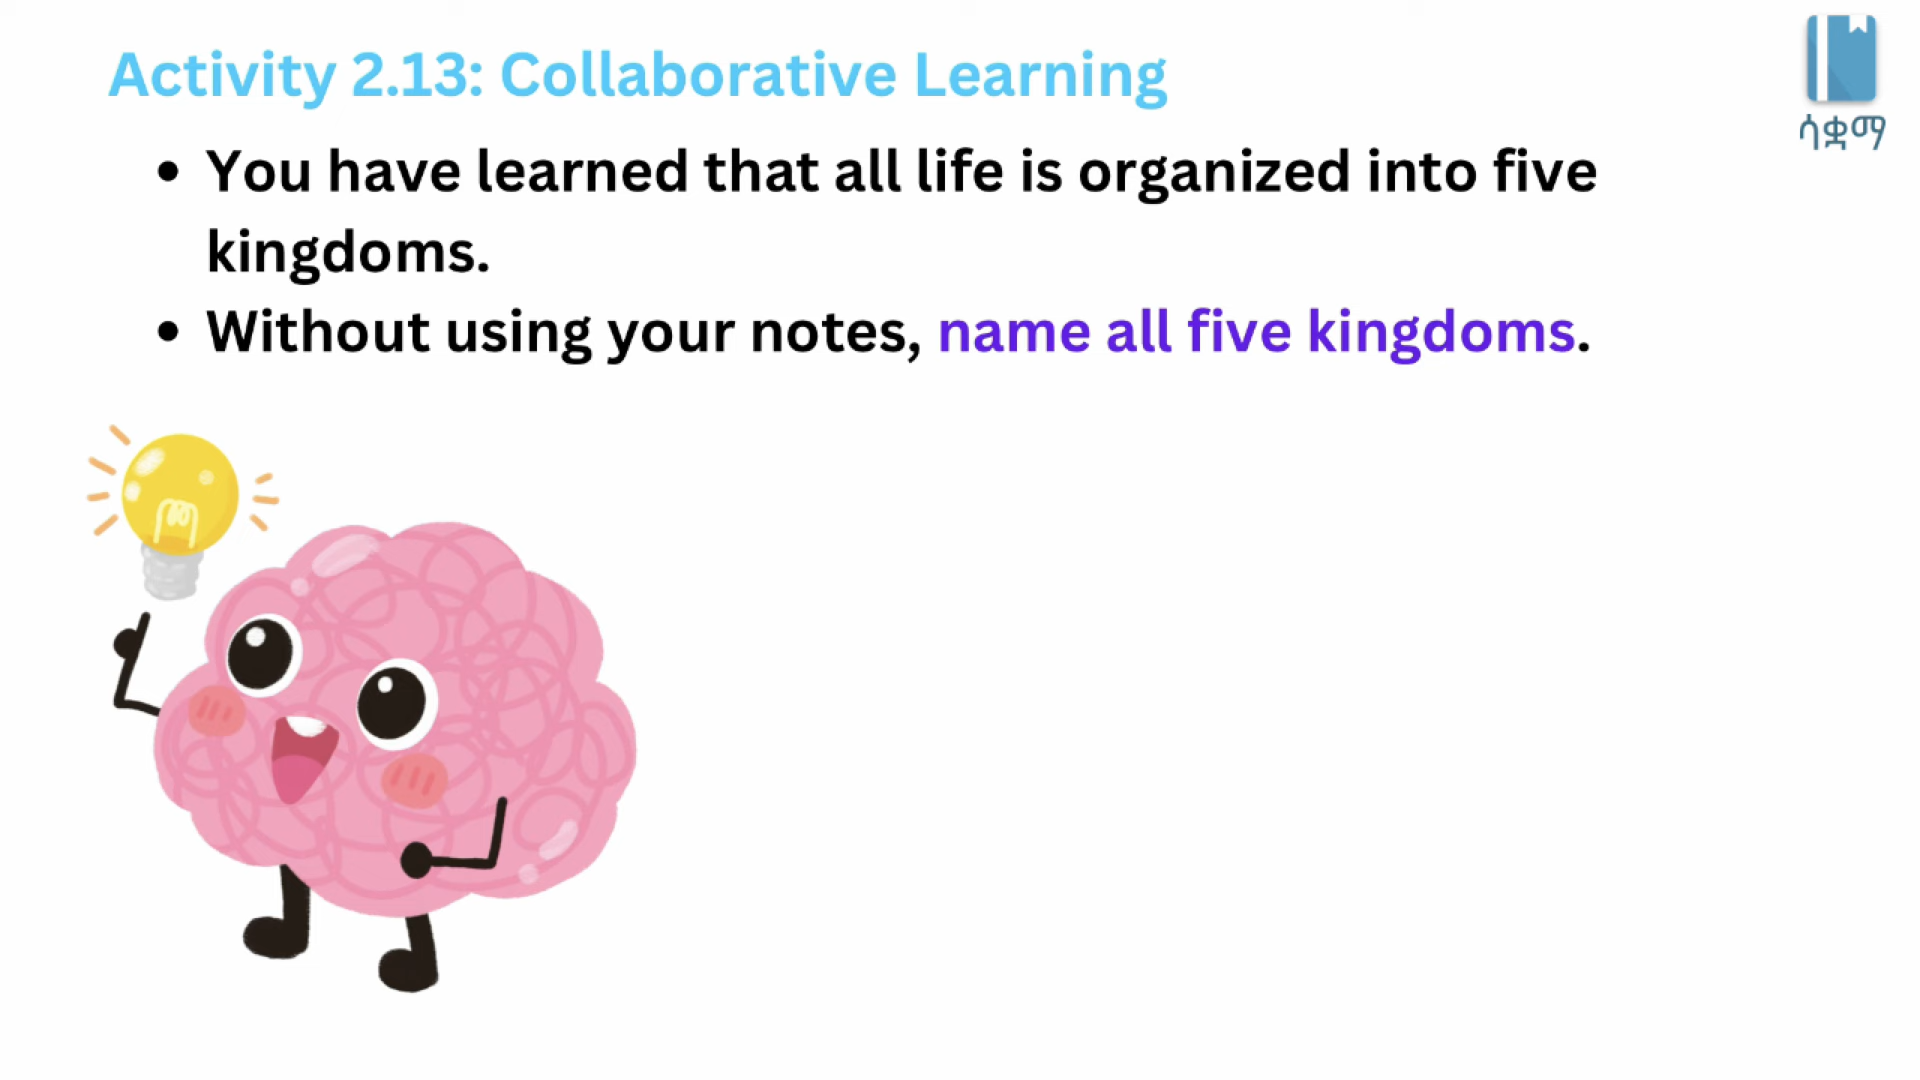 Activity 2.13: Collaborative Learning
ሳቋማ
• You have learned that all life is organized into five
kingdoms.
• Without using your notes, name all five kingdoms.